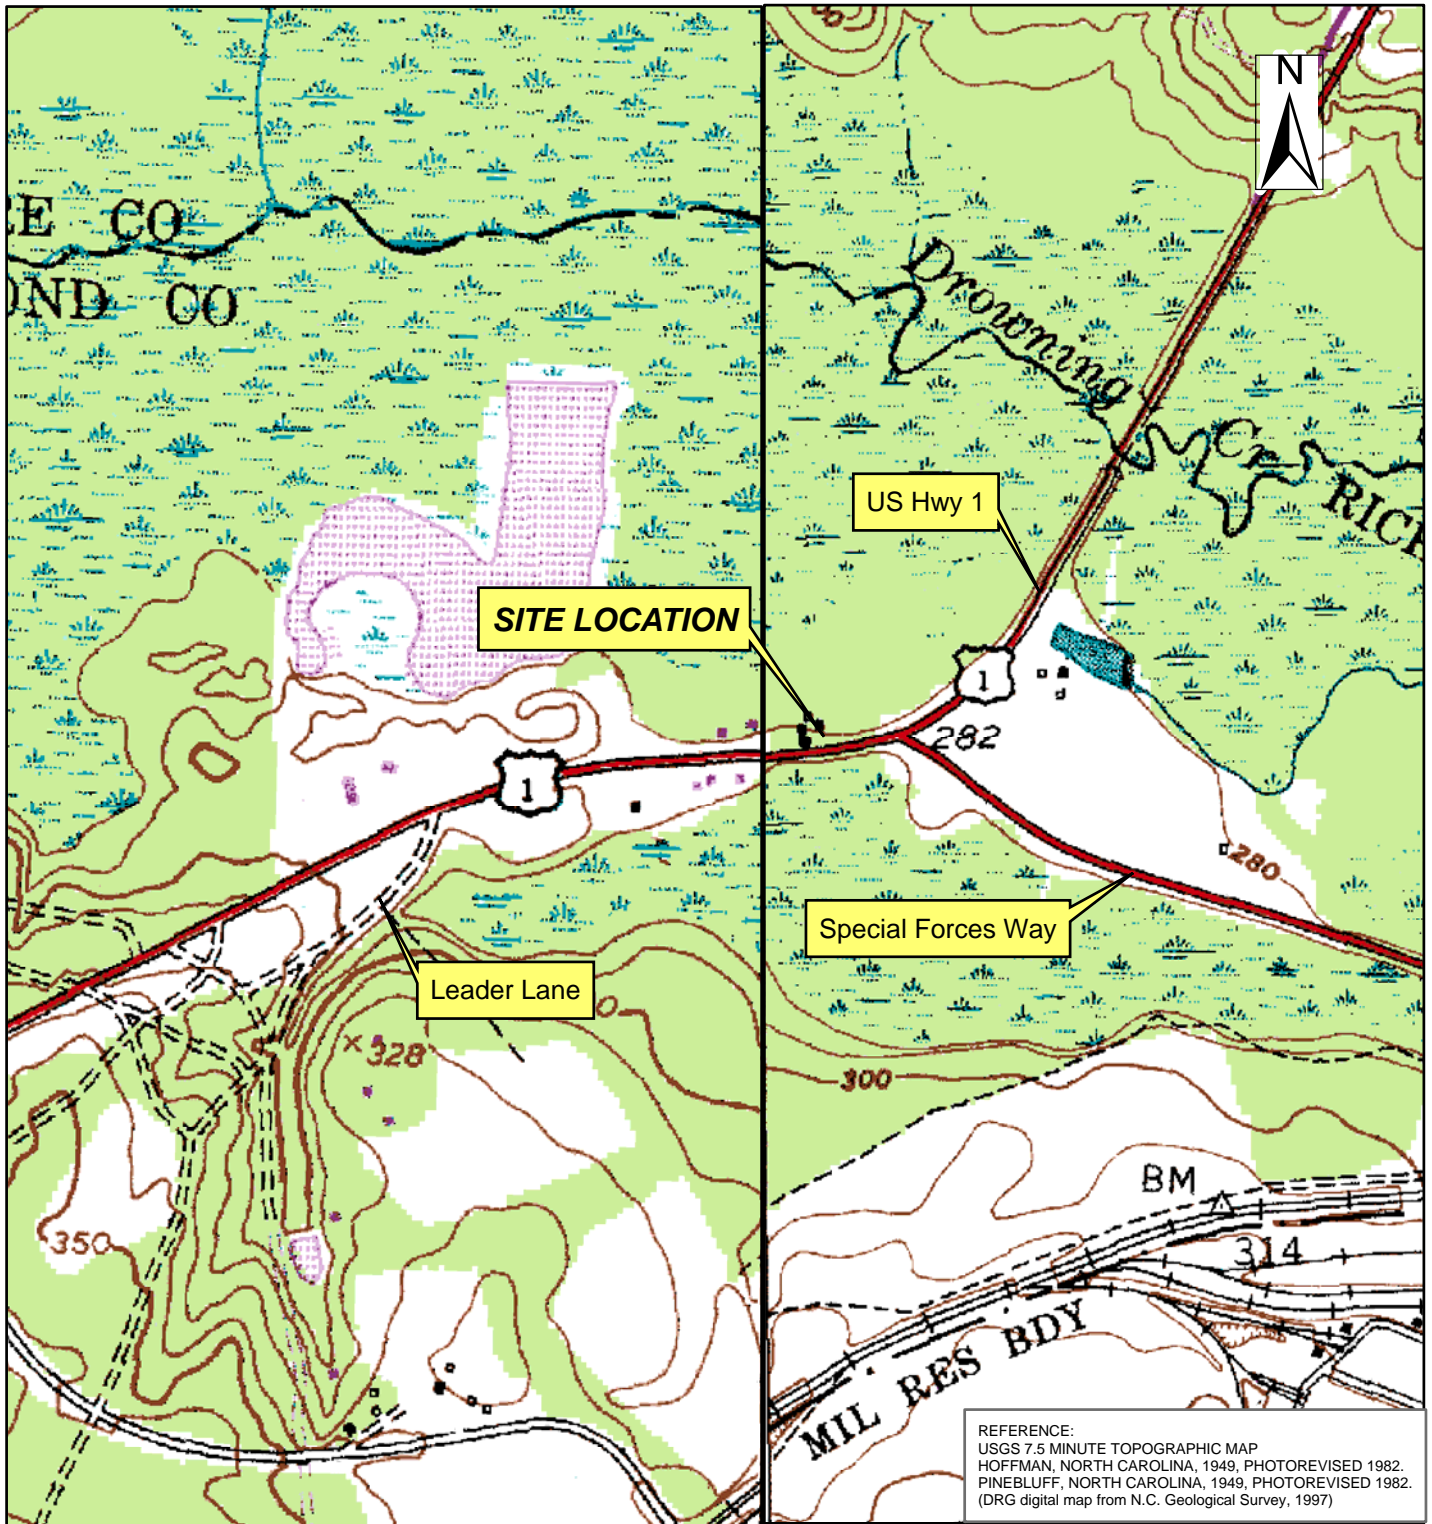 N
E CO
OND CO
Drowning
Cr
RICH
US Hwy 1
SITE LOCATION
1
282
1
280
Special Forces Way
Leader Lane
0
×328
300
BM
350
314
MIL RES BDY
REFERENCE:
USGS 7.5 MINUTE TOPOGRAPHIC MAP
HOFFMAN, NORTH CAROLINA, 1949, PHOTOREVISED 1982.
PINEBLUFF, NORTH CAROLINA, 1949, PHOTOREVISED 1982.
(DRG digital map from N.C. Geological Survey, 1997)